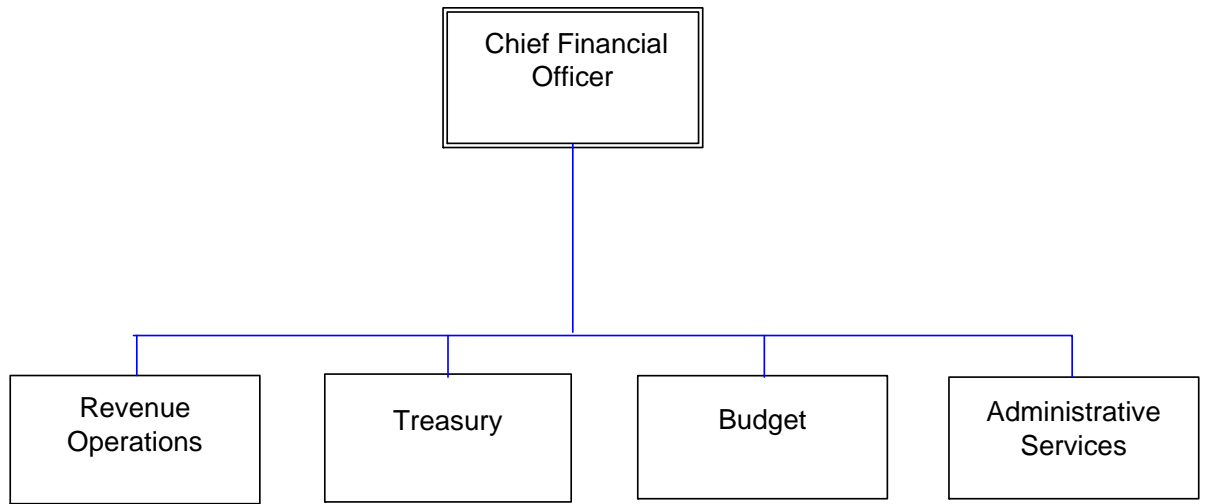 Chief Financial
Officer
Revenue
Operations
Treasury
Budget
Administrative
Services